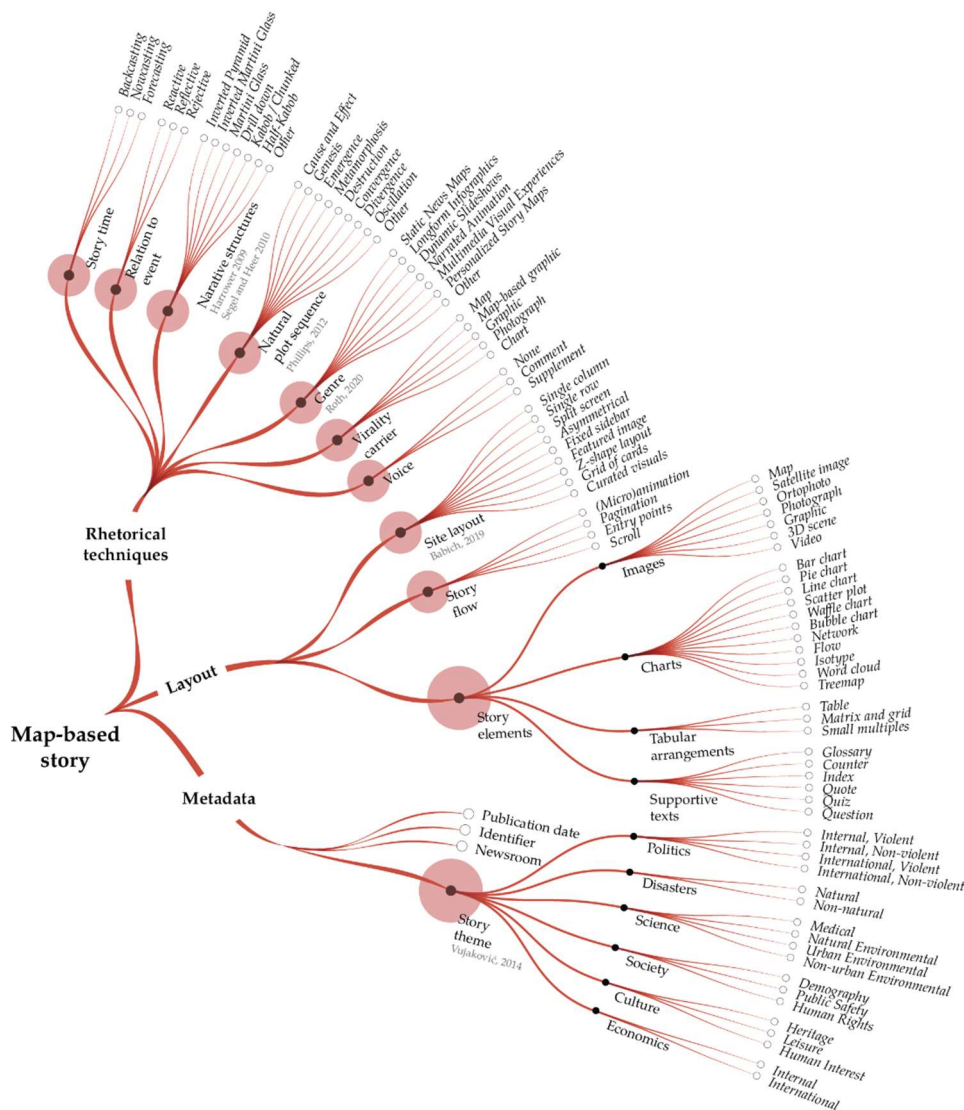 Map-based
story
Rhetorical
techniques
Story time
Backcasting
Nowcasting
Forecasting
Relation to
event
Reactive
Reflective
Rejective
Narative structures
Harrower 2009
Segel and Heer 2010
Inverted Pyramid
Inverted Martini Glass
Martini Glass
Drill down
Kabob / Chunked
Half-Kabob
Other
Natural
plot sequence
Phillips, 2012
Cause and Effect
Genesis
Emergence
Metamorphosis
Destruction
Convergence
Divergence
Oscillation
Other
Genre
Roth, 2020
Static News Maps
Longform Infographics
Dynamic Slideshows
Narrated Animation
Multimedia Visual Experiences
Personalized Story Maps
Other
Virality
carrier
Map
Map-based graphic
Graphic
Photograph
Chart
Voice
None
Comment
Supplement
Layout
Site layout
Babich, 2019
Single column
Single row
Split screen
Asymmetrical
Fixed sidebar
Featured image
Z-shape layout
Grid of cards
Curated visuals
Story
flow
(Micro)animation
Pagination
Entry points
Scroll
Story
elements
Images
Map
Satellite image
Ortophoto
Photograph
Graphic
3D scene
Video
Charts
Bar chart
Pie chart
Line chart
Scatter plot
Waffle chart
Bubble chart
Network
Flow
Isotype
Word cloud
Treemap
Tabular
arrangements
Table
Matrix and grid
Small multiples
Supportive
texts
Glossary
Counter
Index
Quote
Quiz
Question
Metadata
Publication date
Identifier
Newsroom
Story
theme
Vujaković, 2014
Politics
Internal, Violent
Internal, Non-violent
International, Violent
International, Non-violent
Disasters
Natural
Non-natural
Science
Medical
Natural Environmental
Urban Environmental
Non-urban Environmental
Society
Demography
Public Safety
Human Rights
Culture
Heritage
Leisure
Human Interest
Economics
Internal
International